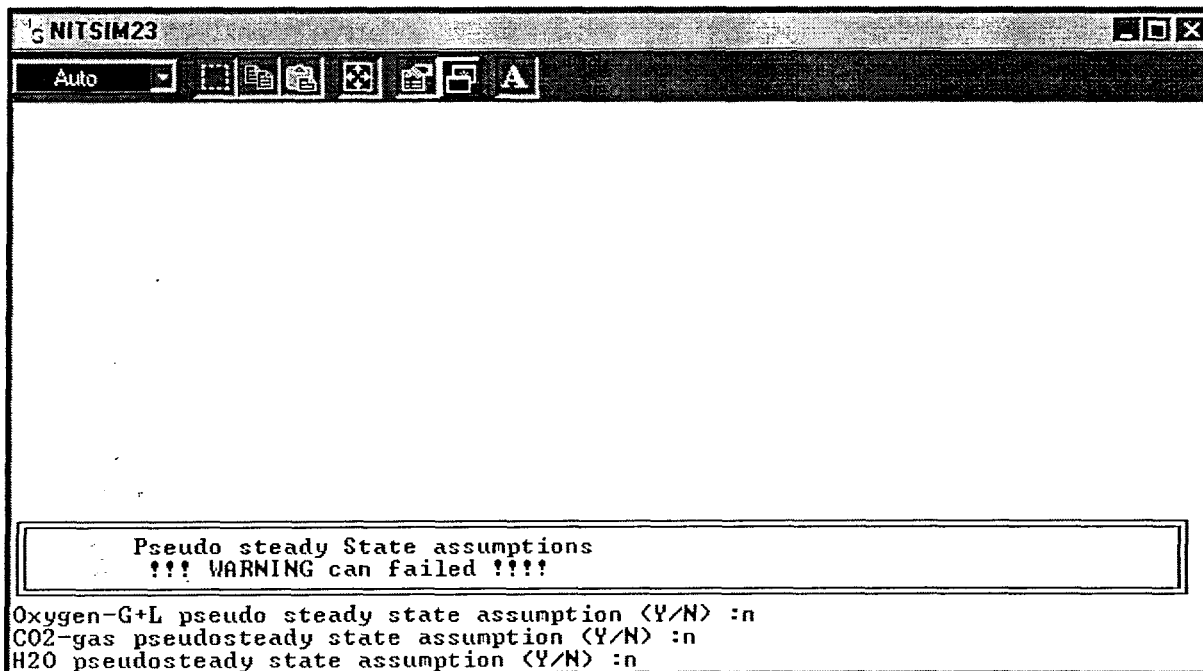 NITSIM23
Auto
A
Pseudo steady State assumptions
!!! WARNING can failed !!!!
Oxygen-G+L pseudo steady state assumption (Y/N) :n
CO2-gas pseudosteady state assumption (Y/N) :n
H2O pseudosteady state assumption (Y/N) :n